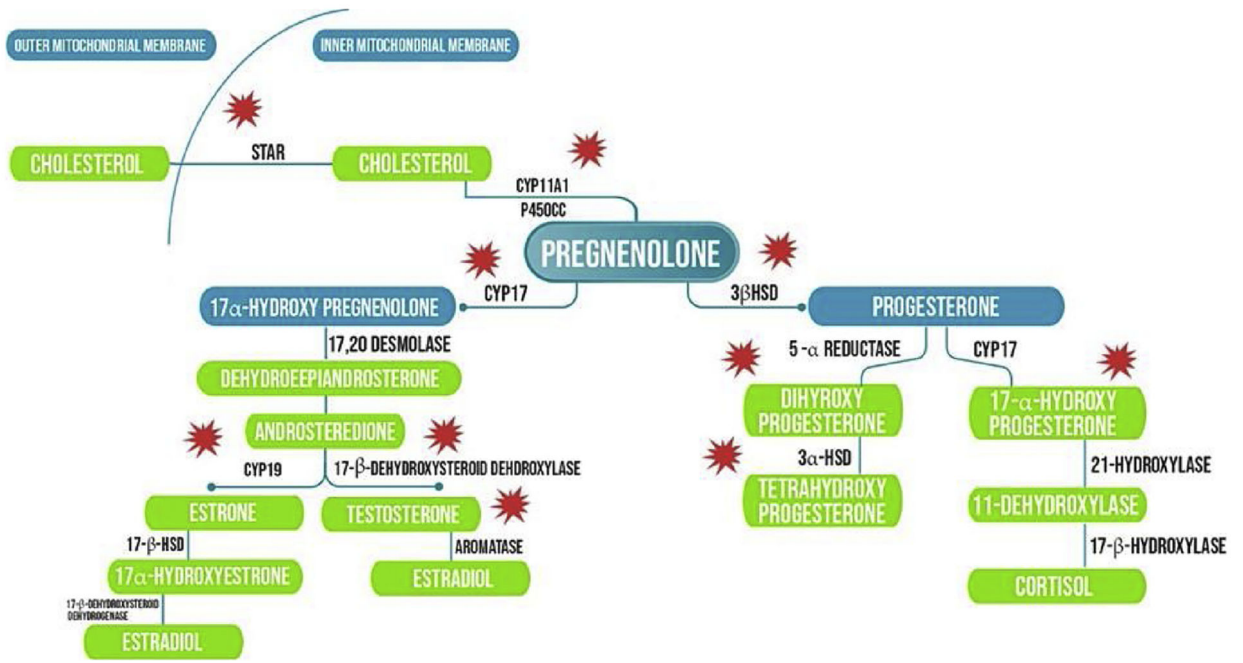 OUTER MITOCHONDRIAL MEMBRANE
INNER MITOCHONDRIAL MEMBRANE
CHOLESTEROL
STAR
CHOLESTEROL
CYP11A1
P450CC
PREGNENOLONE
CYP17
3βHSD
17α-HYDROXY PREGNENOLONE
PROGESTERONE
17,20 DESMOLASE
5-α REDUCTASE
CYP17
DEHYDROEEPIANDROSTERONE
DIHYROXY
PROGESTERONE
17-α-HYDROXY
PROGESTERONE
ANDROSTEREDIONE
CYP19
17-β-DEHYDROXYSTEROID DEHDROXYLASE
3α-HSD
21-HYDROXYLASE
ESTRONE
TESTOSTERONE
TETRAHYDROXY
PROGESTERONE
11-DEHYDROXYLASE
17-β-HSD
AROMATASE
17-β-HYDROXYLASE
17α-HYDROXYESTRONE
ESTRADIOL
CORTISOL
17-β-DEHYDROXYSTEROID
DEHYDROGENASE
ESTRADIOL